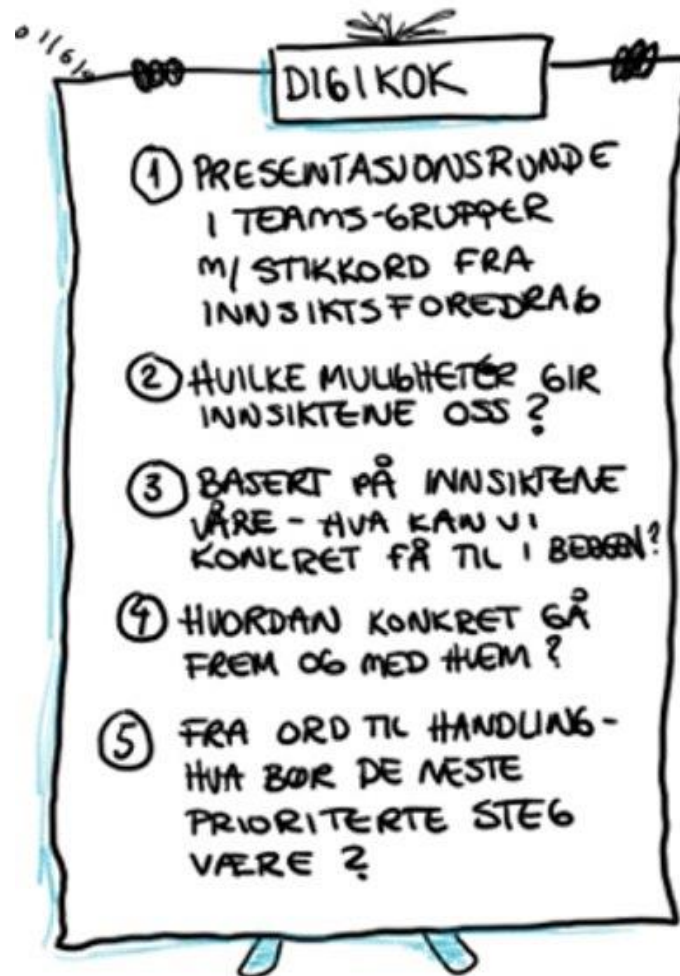 DIGIKOK
1 PRESENTASJONSRUNDE
I TEAMS-GRUPPER
M/ STIKKORD FRA
INNSIKTSFOREDRAG
2 HVILKE MULIGHETER GIR
INNSIKTENE OSS?
3 BASERT PÅ INNSIKTENE
VÅRE - HVA KAN VI
KONKRET FÅ TIL I BERGEN?
4 HVORDAN KONKRET GÅ
FREM OG MED HVEM?
5 FRA ORD TIL HANDLING -
HVA BØR DE NESTE
PRIORITERTE STEG
VÆRE?